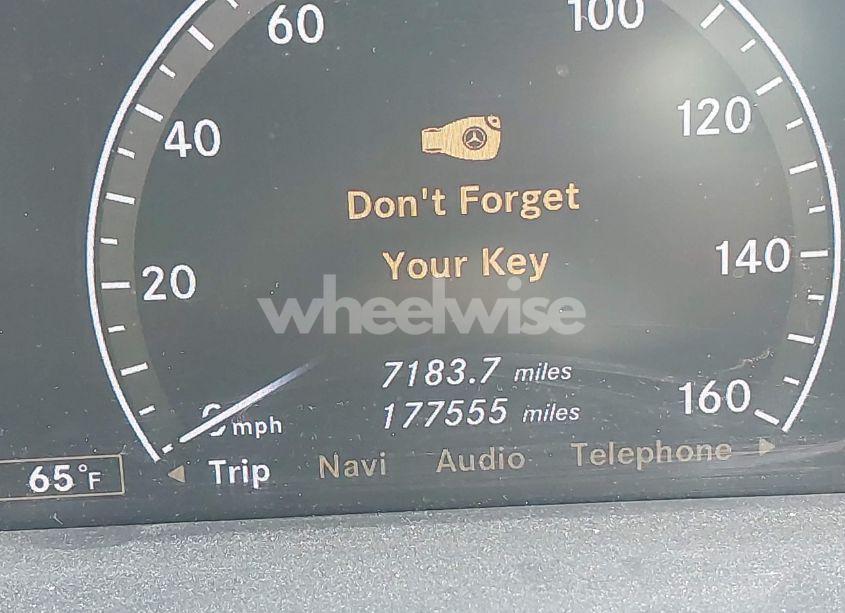 60
100
40
120
Don't Forget
Your Key
20
140
wheelwise
7183.7 miles
177555 miles
160
0 mph
65°F
Trip Navi Audio Telephone